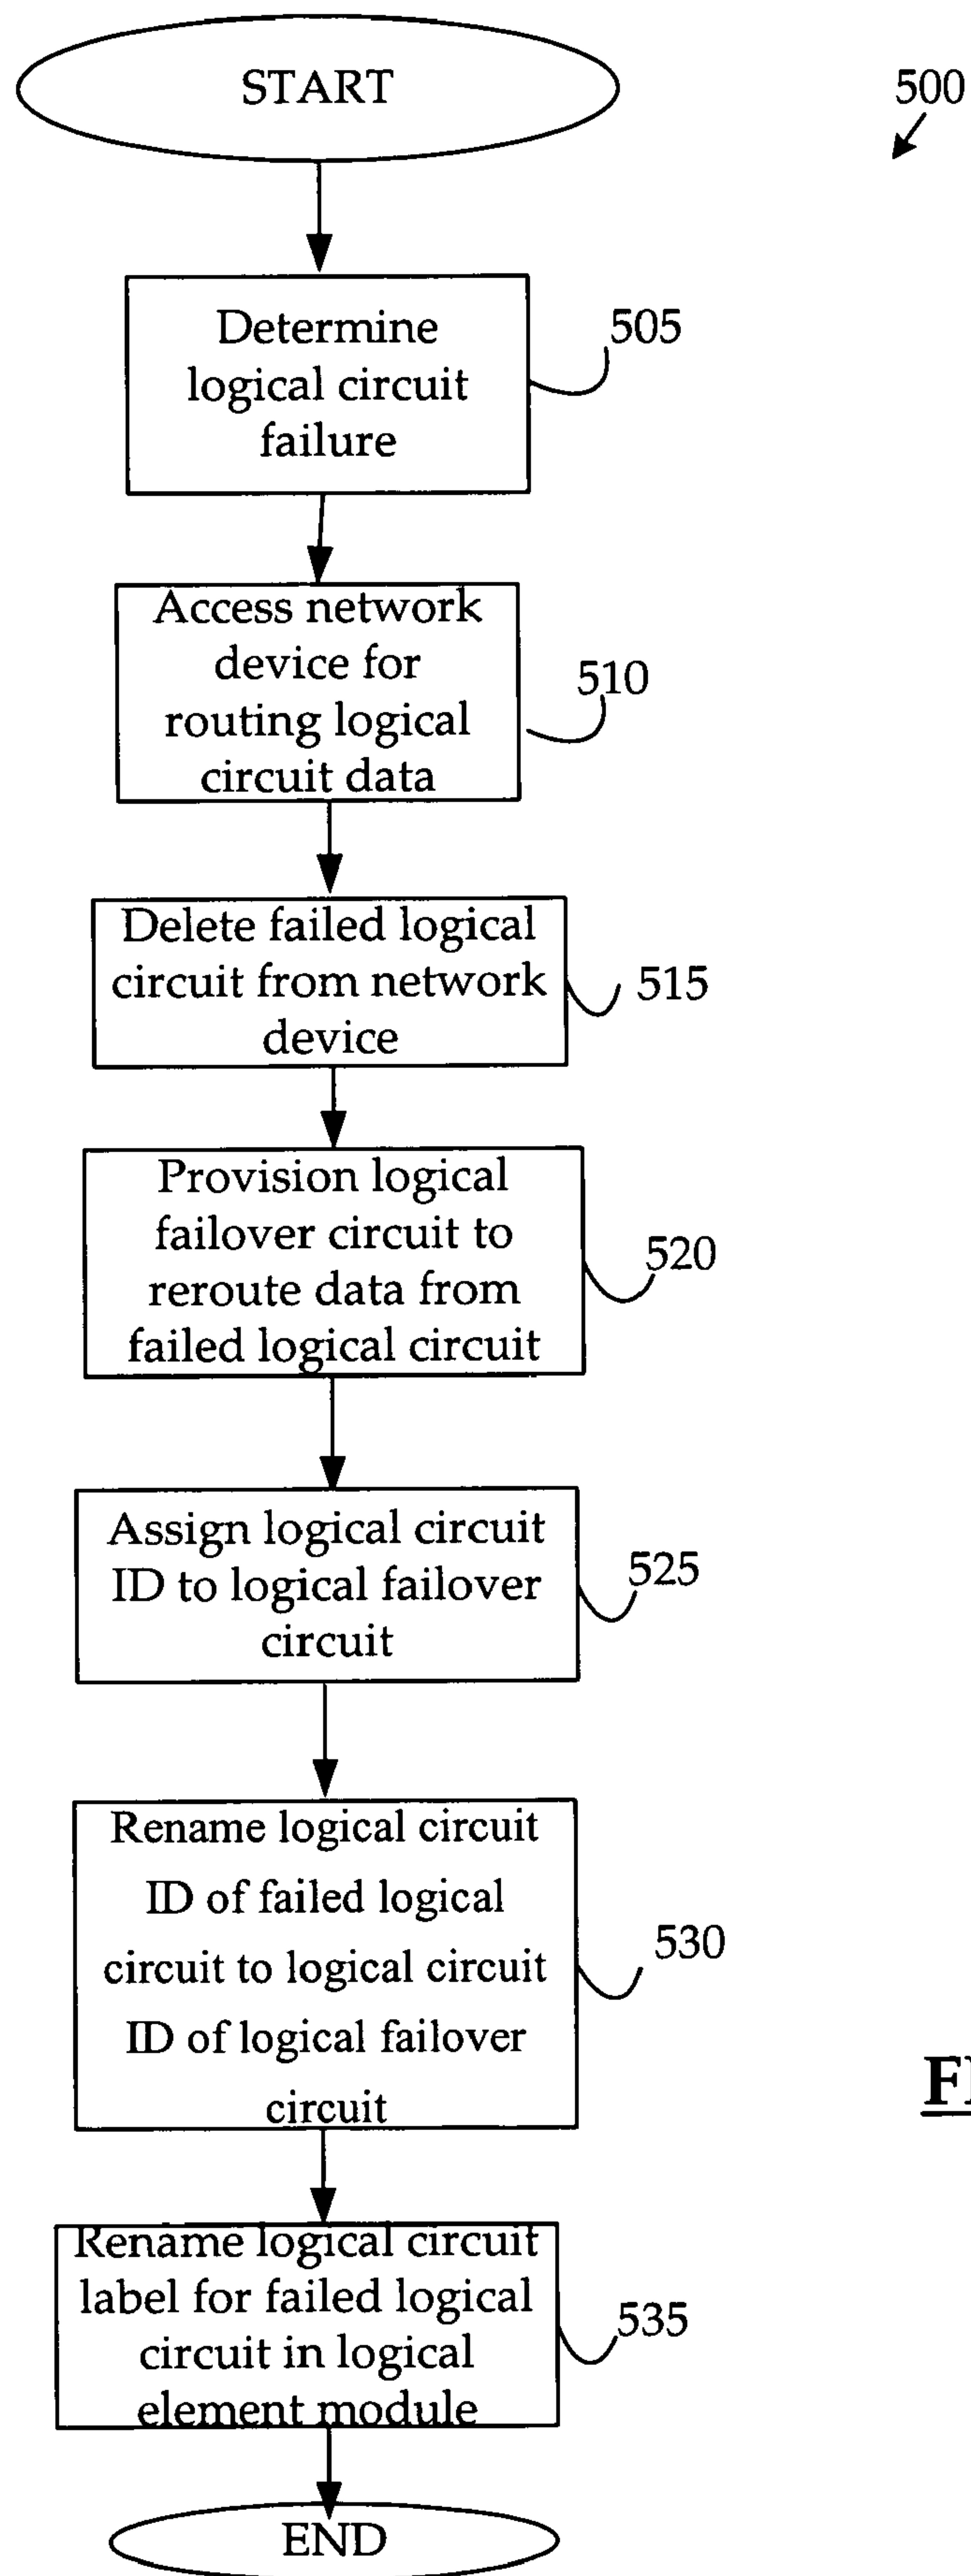 START
500
Determine
logical circuit
failure
505
Access network
device for
routing logical
circuit data
510
Delete failed logical
circuit from network
device
515
Provision logical
failover circuit to
reroute data from
failed logical circuit
520
Assign logical circuit
ID to logical failover
circuit
525
Rename logical circuit
ID of failed logical
circuit to logical circuit
ID of logical failover
circuit
530
Rename logical circuit
label for failed logical
circuit in logical
element module
535
END